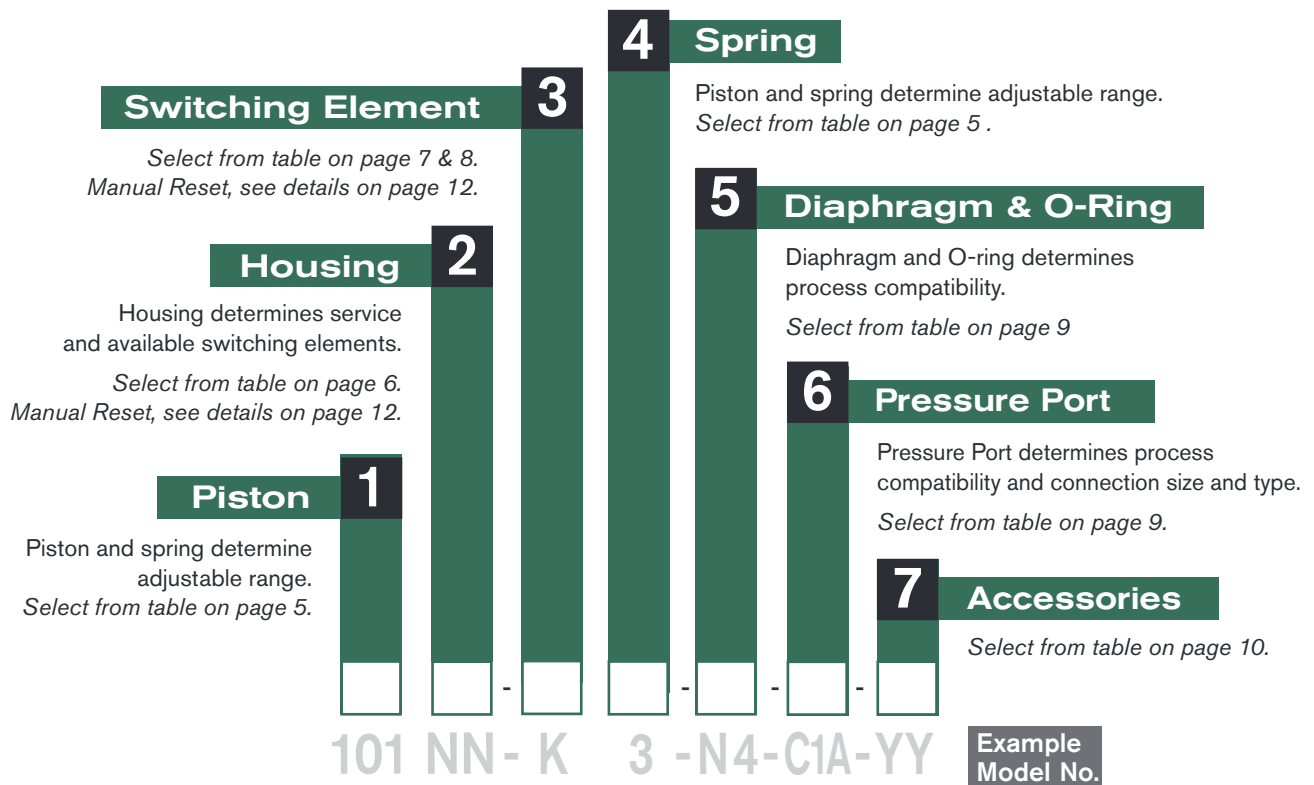 4
Spring
Piston and spring determine adjustable range.
Select from table on page 5 .
3
Switching Element
Select from table on page 7 & 8.
Manual Reset, see details on page 12.
5
Diaphragm & O-Ring
Diaphragm and O-ring determines
process compatibility.
Select from table on page 9
2
Housing
Housing determines service
and available switching elements.
Select from table on page 6.
Manual Reset, see details on page 12.
6
Pressure Port
Pressure Port determines process
compatibility and connection size and type.
Select from table on page 9.
1
Piston
Piston and spring determine
adjustable range.
Select from table on page 5.
7
Accessories
Select from table on page 10.
- - - -
101 NN - K 3 - N4 - C1A - YY
Example
Model No.